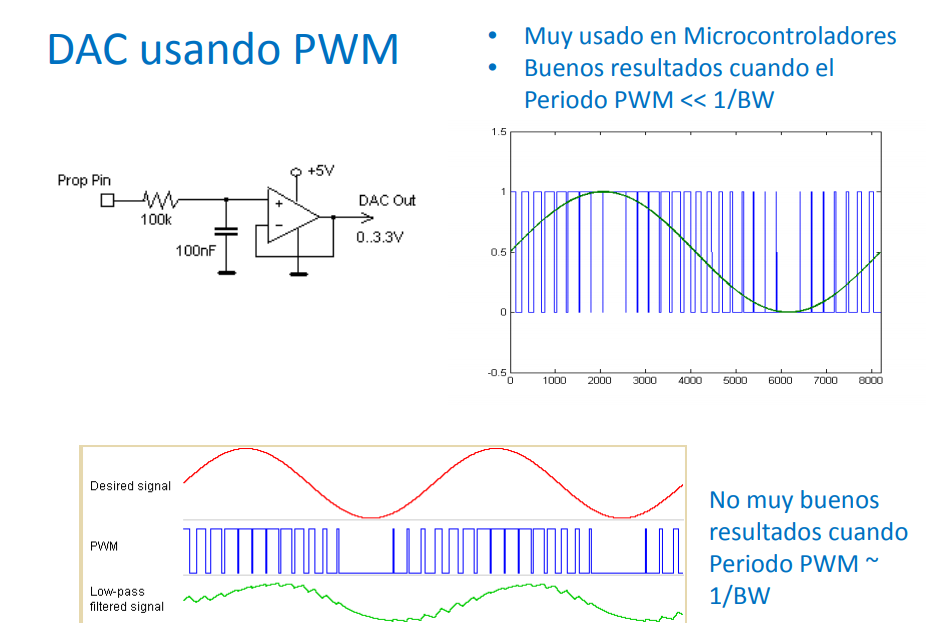 DAC usando PWM
• Muy usado en Microcontroladores
• Buenos resultados cuando el
Periodo PWM << 1/BW
Prop Pin
100k
100nF
+
-
+5V
DAC Out
0..3.3V
1.5
1
0.5
0
-0.5
0 1000 2000 3000 4000 5000 6000 7000 8000
Desired signal
PWM
Low-pass
filtered signal
No muy buenos
resultados cuando
Periodo PWM ~
1/BW